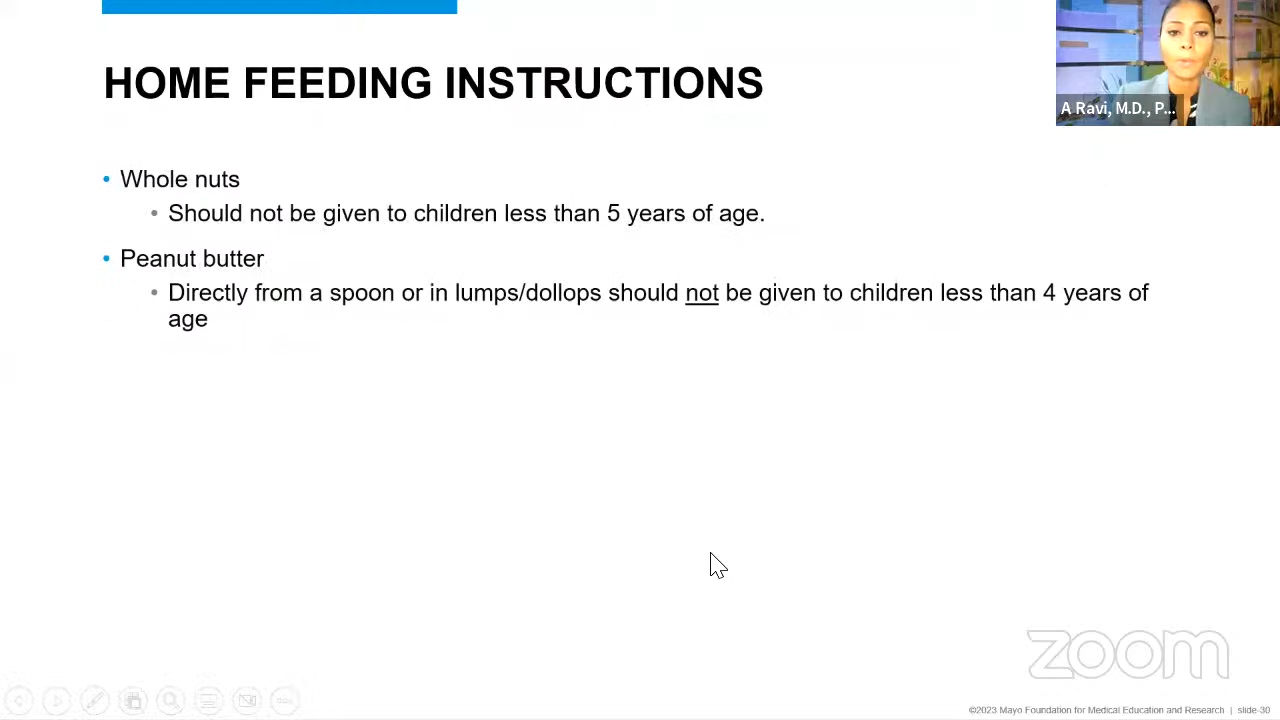 HOME FEEDING INSTRUCTIONS
A Ravi, M.D., P...
• Whole nuts
• Should not be given to children less than 5 years of age.
• Peanut butter
• Directly from a spoon or in lumps/dollops should not be given to children less than 4 years of
age
zoom
©2023 Mayo Foundation for Medical Education and Research | slide-30